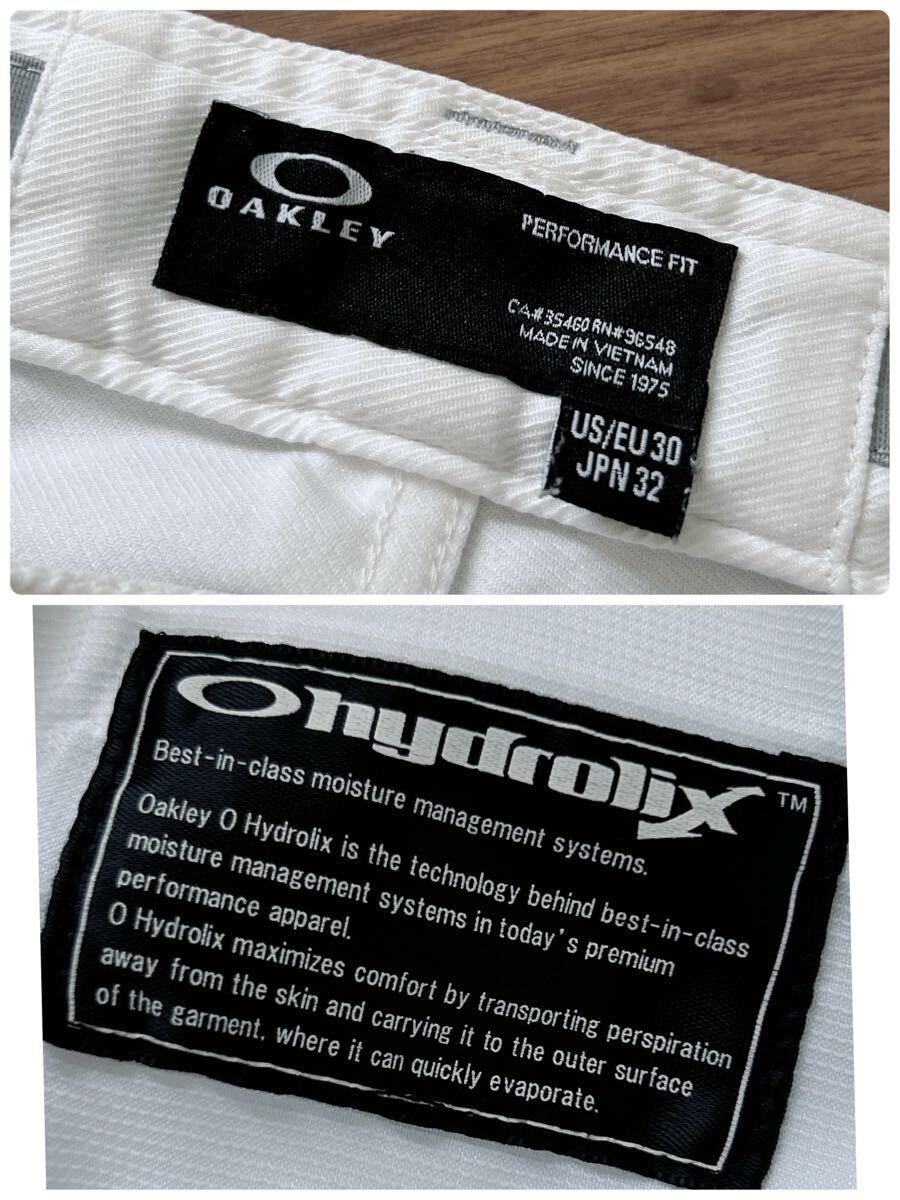 OAKLEY
PERFORMANCE FIT
CA#35460 RN#96548
MADE IN VIETNAM
SINCE 1975
US/EU 30
JPN 32
O hydrolix ™
Best-in-class moisture management systems.
Oakley O Hydrolix is the technology behind best-in-class
moisture management systems in today's premium
performance apparel.
O Hydrolix maximizes comfort by transporting perspiration
away from the skin and carrying it to the outer surface
of the garment, where it can quickly evaporate.